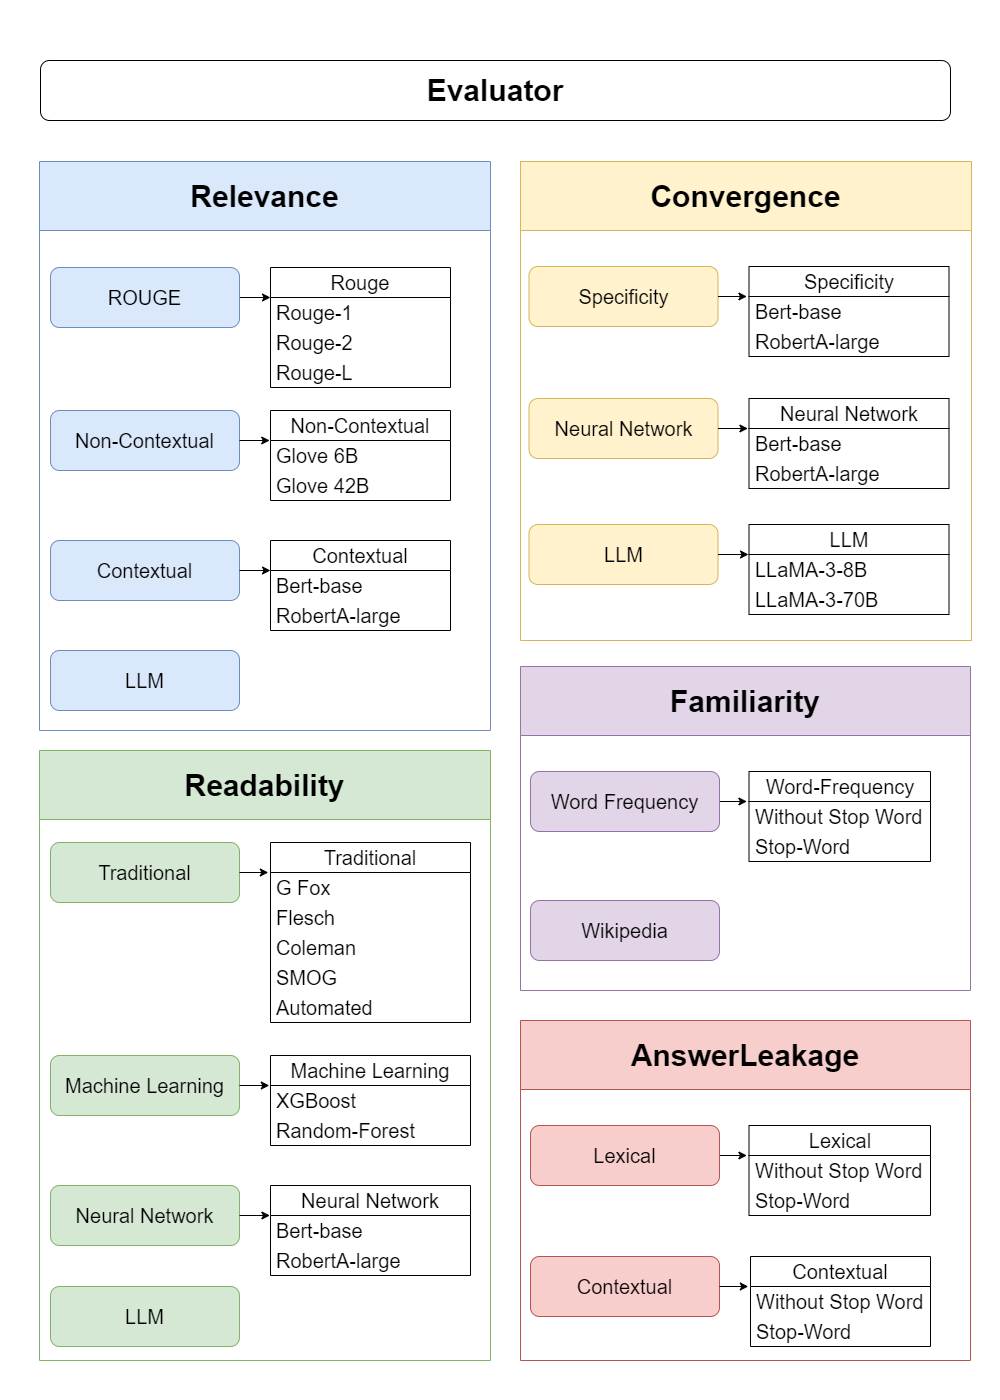 Evaluator
Relevance
ROUGE
Rouge
Rouge-1
Rouge-2
Rouge-L
Non-Contextual
Non-Contextual
Glove 6B
Glove 42B
Contextual
Contextual
Bert-base
RobertA-large
LLM
Readability
Traditional
Traditional
G Fox
Flesch
Coleman
SMOG
Automated
Machine Learning
Machine Learning
XGBoost
Random-Forest
Neural Network
Neural Network
Bert-base
RobertA-large
LLM
Convergence
Specificity
Specificity
Bert-base
RobertA-large
Neural Network
Neural Network
Bert-base
RobertA-large
LLM
LLM
LLaMA-3-8B
LLaMA-3-70B
Familiarity
Word Frequency
Word-Frequency
Without Stop Word
Stop-Word
Wikipedia
AnswerLeakage
Lexical
Lexical
Without Stop Word
Stop-Word
Contextual
Contextual
Without Stop Word
Stop-Word